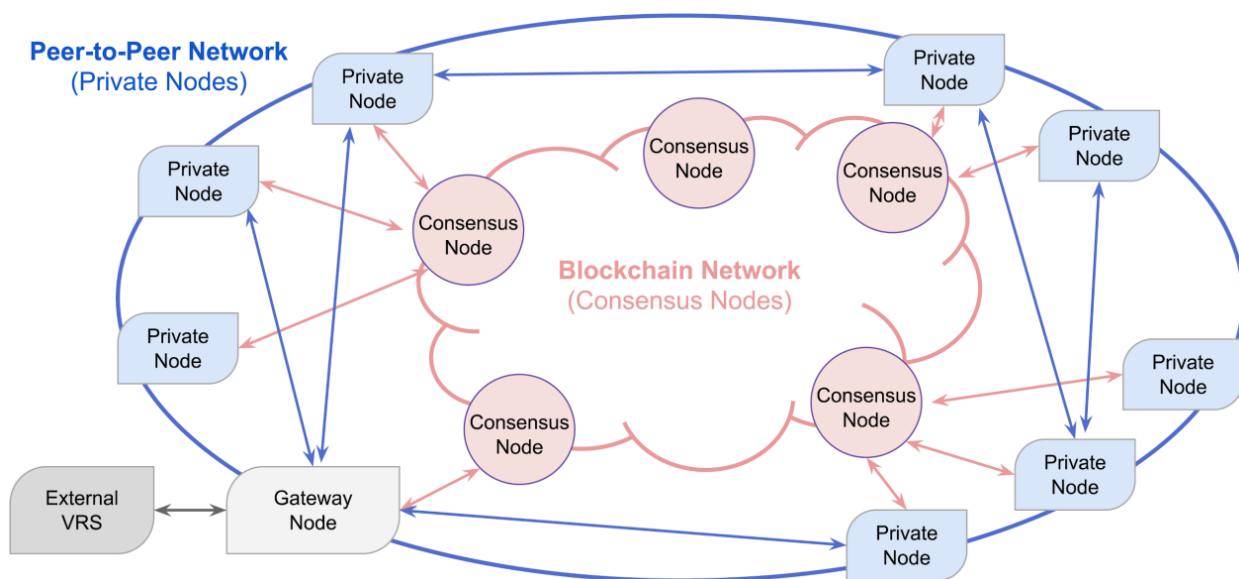 Peer-to-Peer Network
(Private Nodes)
Private
Node
Private
Node
Private
Node
Private
Node
Private
Node
Consensus
Node
Consensus
Node
Consensus
Node
Blockchain Network
(Consensus Nodes)
Private
Node
Private
Node
Consensus
Node
Consensus
Node
Private
Node
External
VRS
Gateway
Node
Private
Node